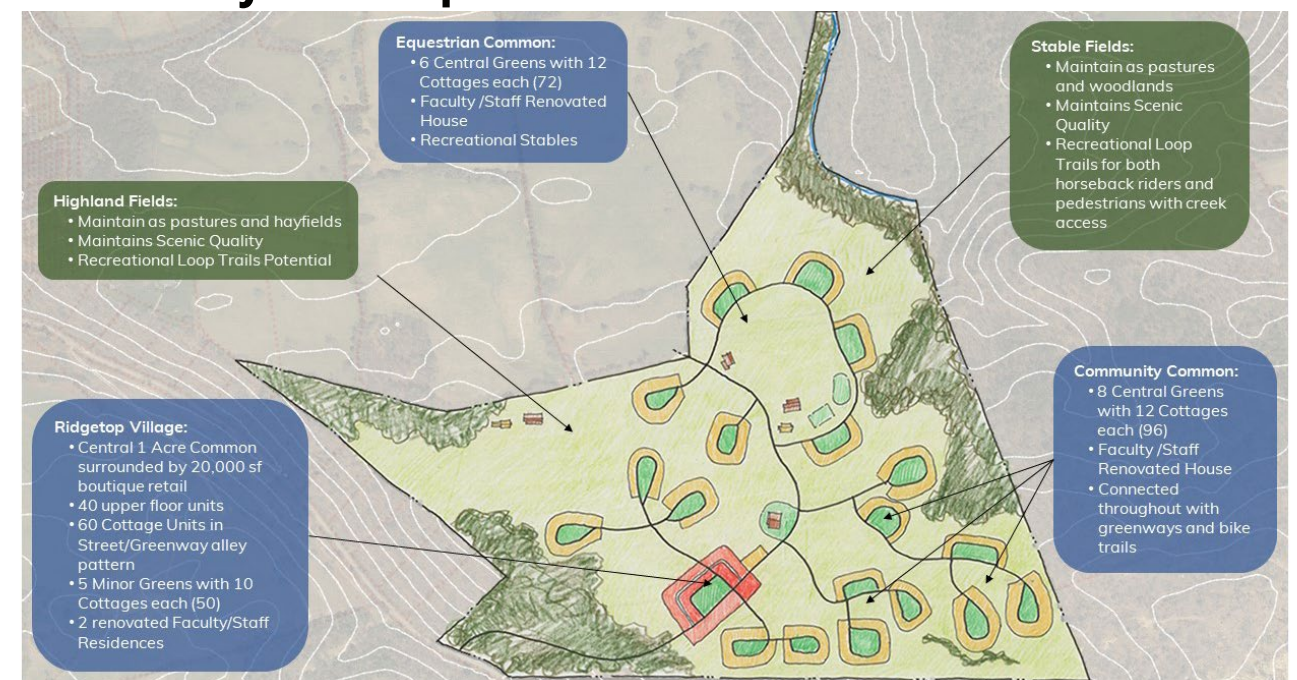 Equestrian Common:
• 6 Central Greens with 12
Cottages each (72)
• Faculty /Staff Renovated
House
• Recreational Stables
Stable Fields:
• Maintain as pastures
and woodlands
• Maintains Scenic
Quality
• Recreational Loop
Trails for both
horseback riders and
pedestrians with creek
access
Highland Fields:
• Maintain as pastures and hayfields
• Maintains Scenic Quality
• Recreational Loop Trails Potential
Community Common:
• 8 Central Greens
with 12 Cottages
each (96)
• Faculty /Staff
Renovated House
• Connected
throughout with
greenways and bike
trails
Ridgetop Village:
• Central 1 Acre Common
surrounded by 20,000 sf
boutique retail
• 40 upper floor units
• 60 Cottage Units in
Street/Greenway alley
pattern
• 5 Minor Greens with 10
Cottages each (50)
• 2 renovated Faculty/Staff
Residences